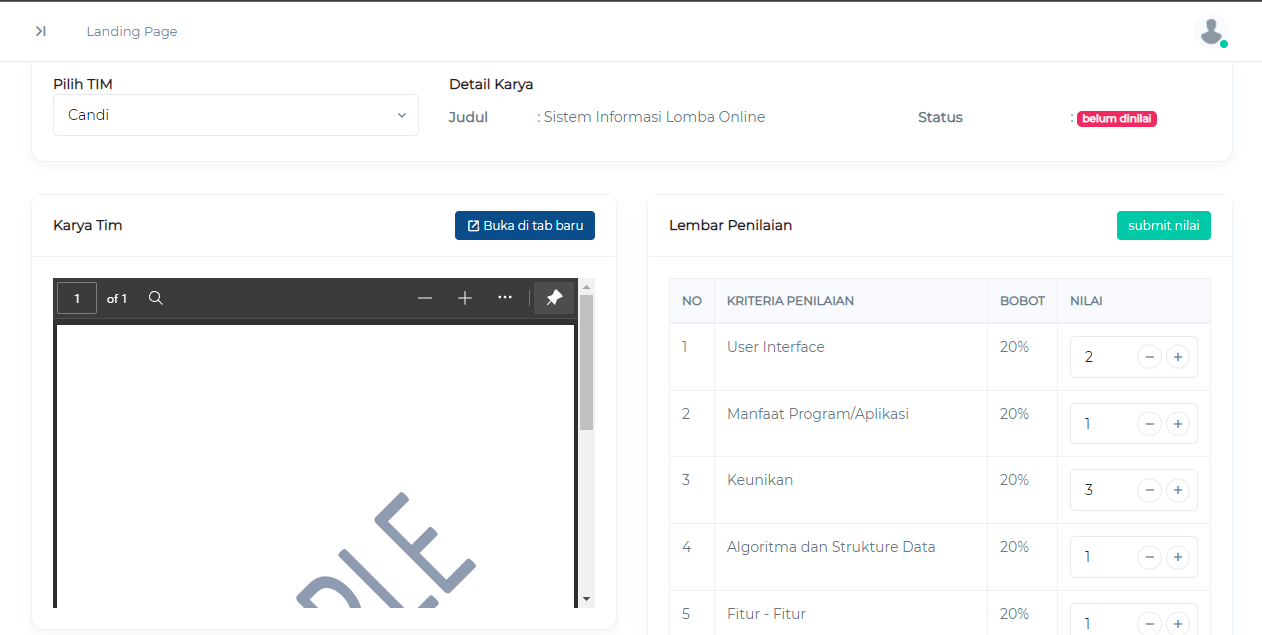 Landing Page
Pilih TIM
Candi
Detail Karya
Judul : Sistem Informasi Lomba Online Status : belum dinilai
Karya Tim
Buka di tab baru
1 of 1
Lembar Penilaian
submit nilai
NO KRITERIA PENILAIAN BOBOT NILAI
1 User Interface 20% 2
2 Manfaat Program/Aplikasi 20% 1
3 Keunikan 20% 3
4 Algoritma dan Strukture Data 20% 1
5 Fitur - Fitur 20% 1